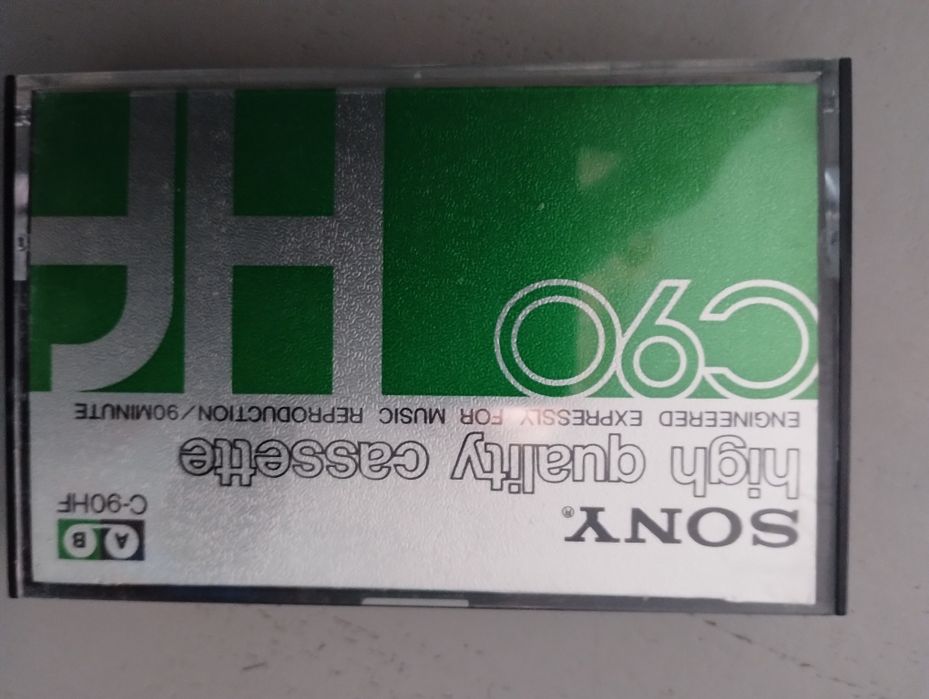 SONY®
A B
C-90HF
high quality cassette
ENGINEERED EXPRESSLY FOR MUSIC REPRODUCTION/90MINUTE
C90
HF